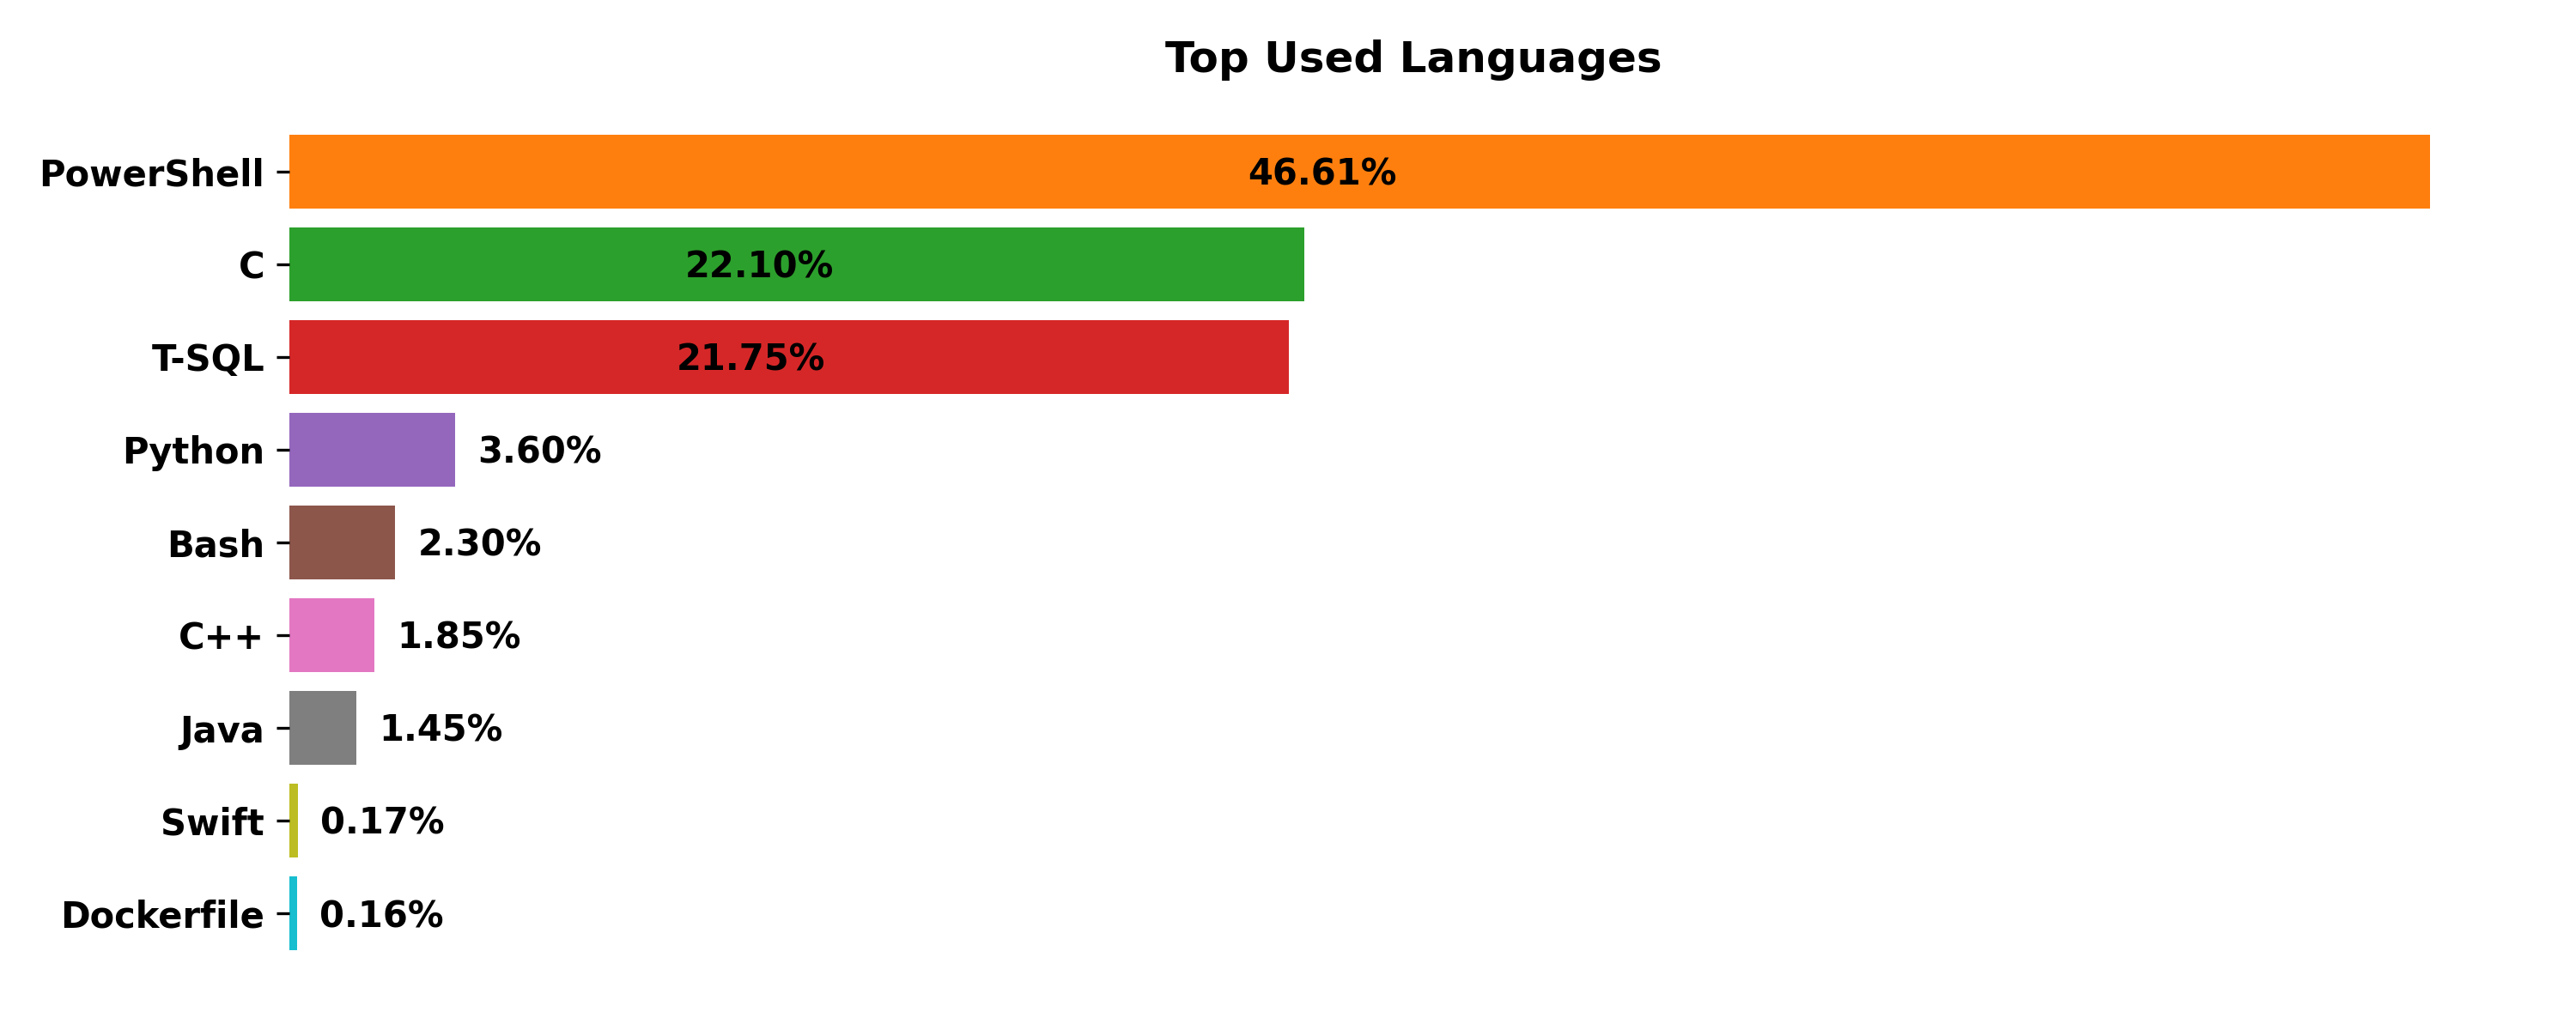 Top Used Languages
PowerShell 46.61%
C 22.10%
T-SQL 21.75%
Python 3.60%
Bash 2.30%
C++ 1.85%
Java 1.45%
Swift 0.17%
Dockerfile 0.16%